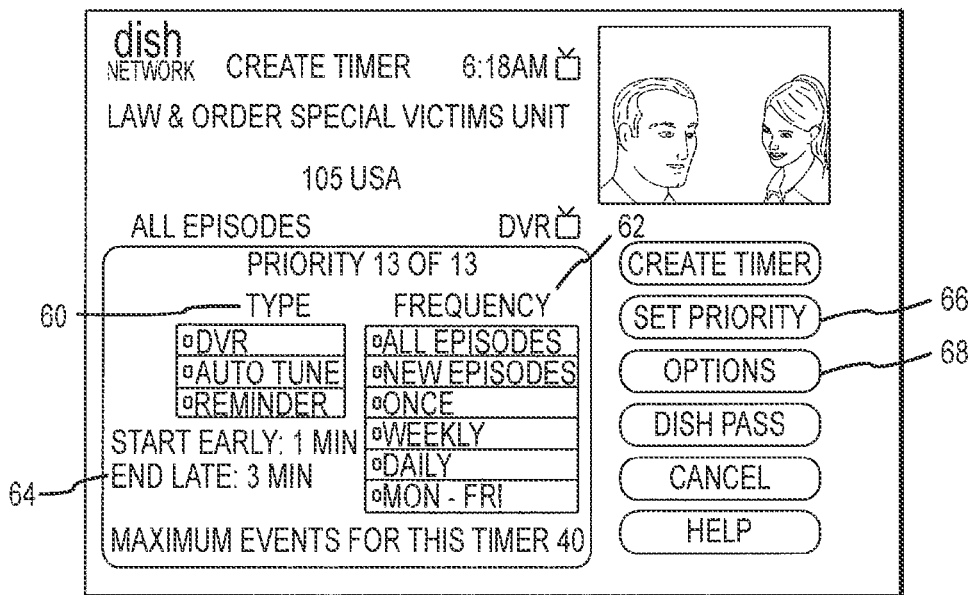 dish
NETWORK
CREATE TIMER
6:18AM
LAW & ORDER SPECIAL VICTIMS UNIT
105 USA
ALL EPISODES
DVR
62
PRIORITY 13 OF 13
60
TYPE
FREQUENCY
DVR
AUTO TUNE
REMINDER
ALL EPISODES
NEW EPISODES
ONCE
WEEKLY
DAILY
MON - FRI
START EARLY: 1 MIN
64
END LATE: 3 MIN
MAXIMUM EVENTS FOR THIS TIMER 40
CREATE TIMER
SET PRIORITY
66
OPTIONS
68
DISH PASS
CANCEL
HELP